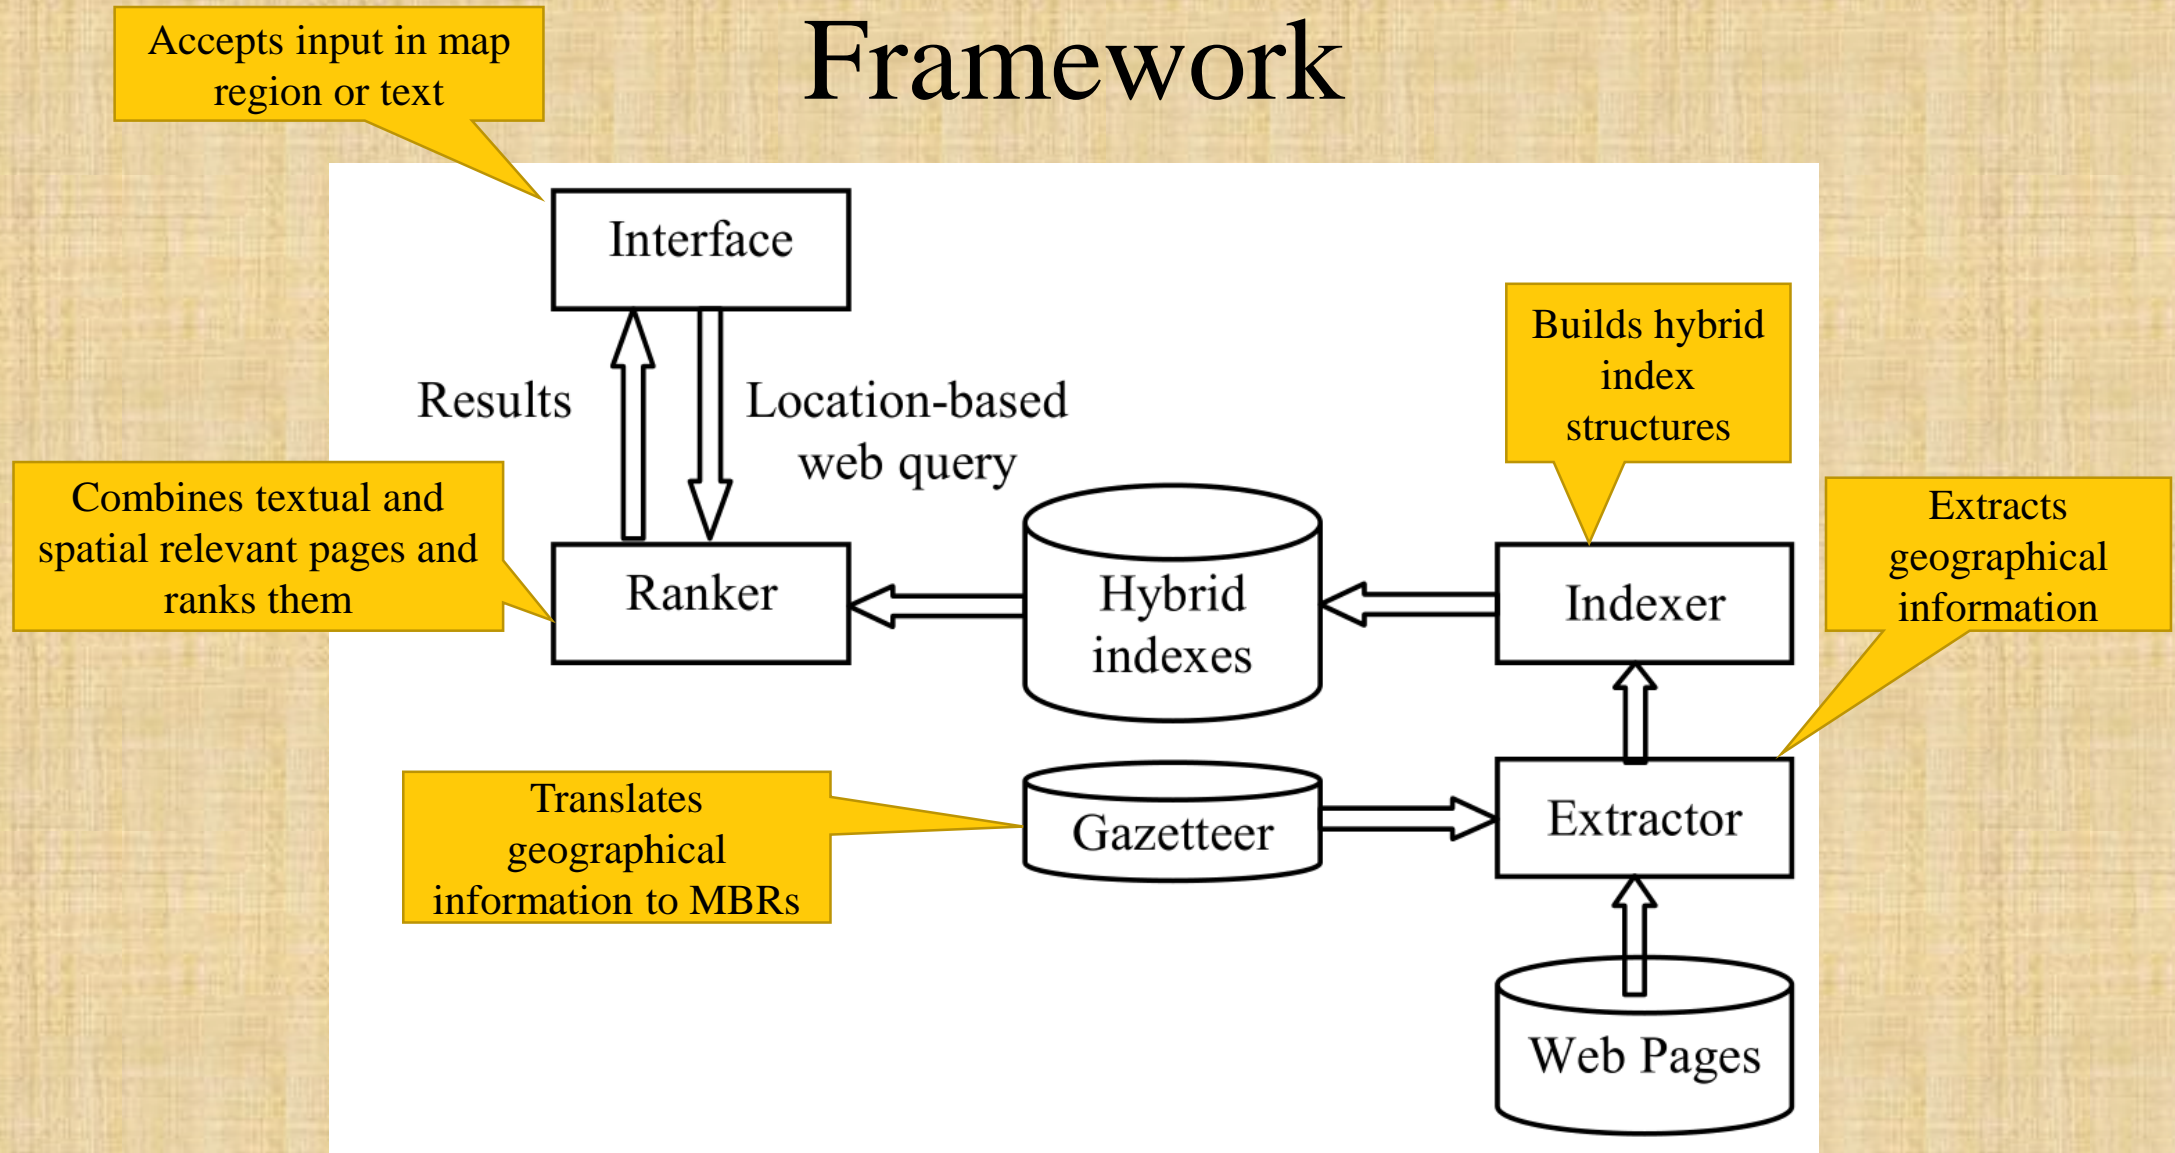 Framework
Accepts input in map
region or text
Interface
Results
Location-based
web query
Builds hybrid
index
structures
Combines textual and
spatial relevant pages and
ranks them
Extracts
geographical
information
Ranker
Hybrid
indexes
Indexer
Translates
geographical
information to MBRs
Gazetteer
Extractor
Web Pages